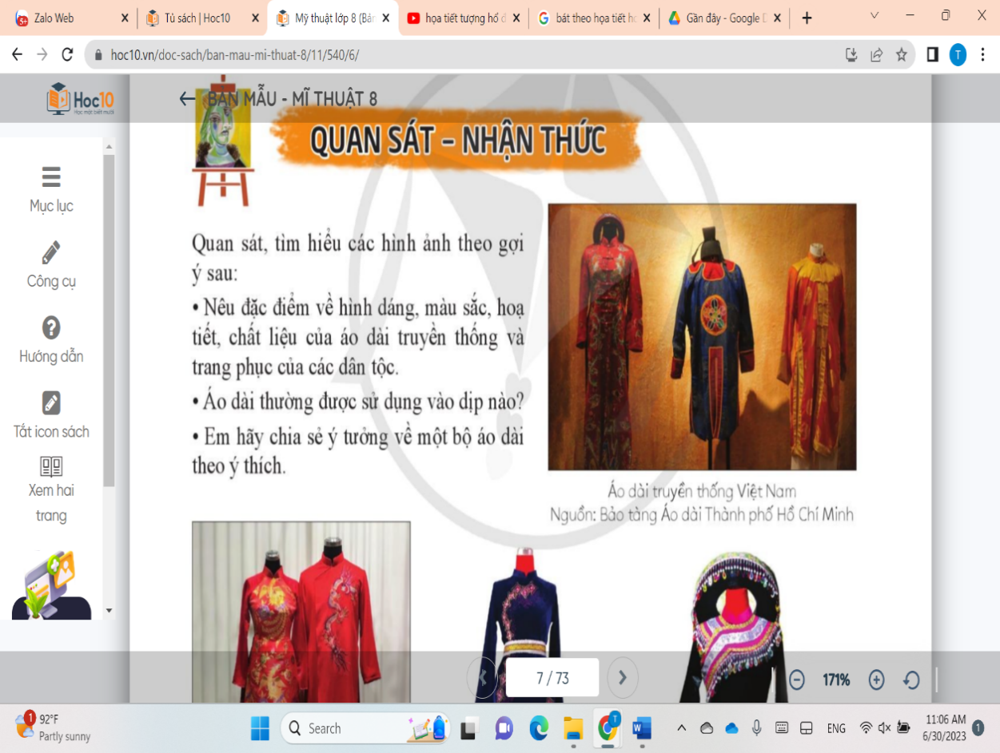 Zalo Web
Tủ sách | Hoc10
Mỹ thuật lớp 8 (Bản
họa tiết tượng hổ d
bát theo họa tiết ho
Gần đây - Google D
hoc10.vn/doc-sach/ban-mau-mi-thuat-8/11/540/6/
T
Hoc10
Học một biết mười
BẢN MẪU - MĨ THUẬT 8
QUAN SÁT – NHẬN THỨC
Mục lục
Công cụ
Hướng dẫn
Tắt icon sách
Xem hai
trang
Quan sát, tìm hiểu các hình ảnh theo gợi
ý sau:
• Nêu đặc điểm về hình dáng, màu sắc, hoạ
tiết, chất liệu của áo dài truyền thống và
trang phục của các dân tộc.
• Áo dài thường được sử dụng vào dịp nào?
• Em hãy chia sẻ ý tưởng về một bộ áo dài
theo ý thích.
Áo dài truyền thống Việt Nam
Nguồn: Bảo tàng Áo dài Thành phố Hồ Chí Minh
7 / 73
171%
1
92°F
Partly sunny
Search
T
W
ENG
11:06 AM
6/30/2023
1